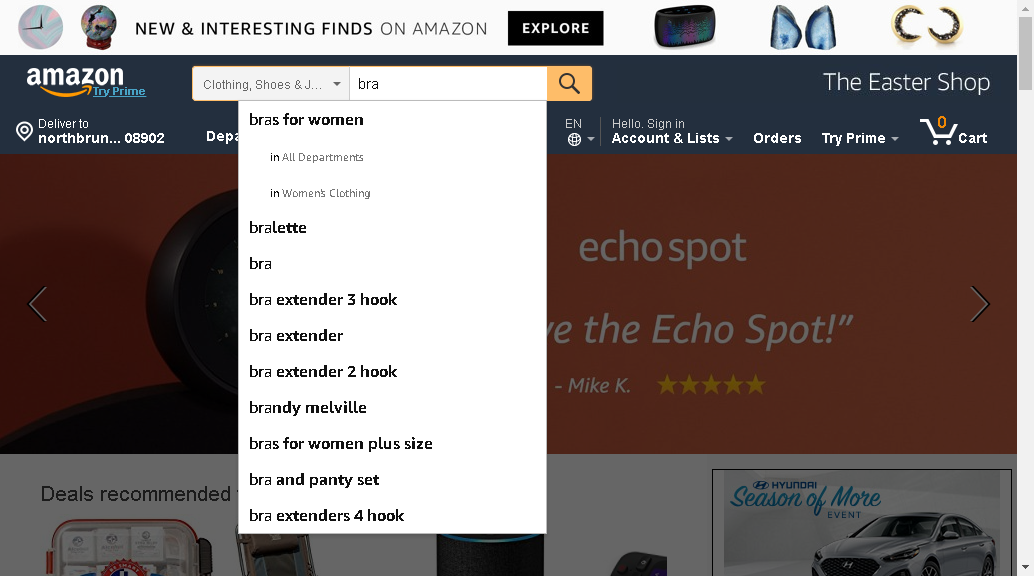 NEW & INTERESTING FINDS ON AMAZON
EXPLORE
amazon
Try Prime
Clothing, Shoes & J...
bra
The Easter Shop
Deliver to
northbrun... 08902
Depa
EN
Hello. Sign in
Account & Lists
Orders
Try Prime
0
Cart
bras for women
in All Departments
in Women's Clothing
bralette
bra
bra extender 3 hook
bra extender
bra extender 2 hook
brandy melville
bras for women plus size
bra and panty set
bra extenders 4 hook
echo spot
ve the Echo Spot!”
- Mike K.
Deals recommended
HYUNDAI
Season of More
EVENT